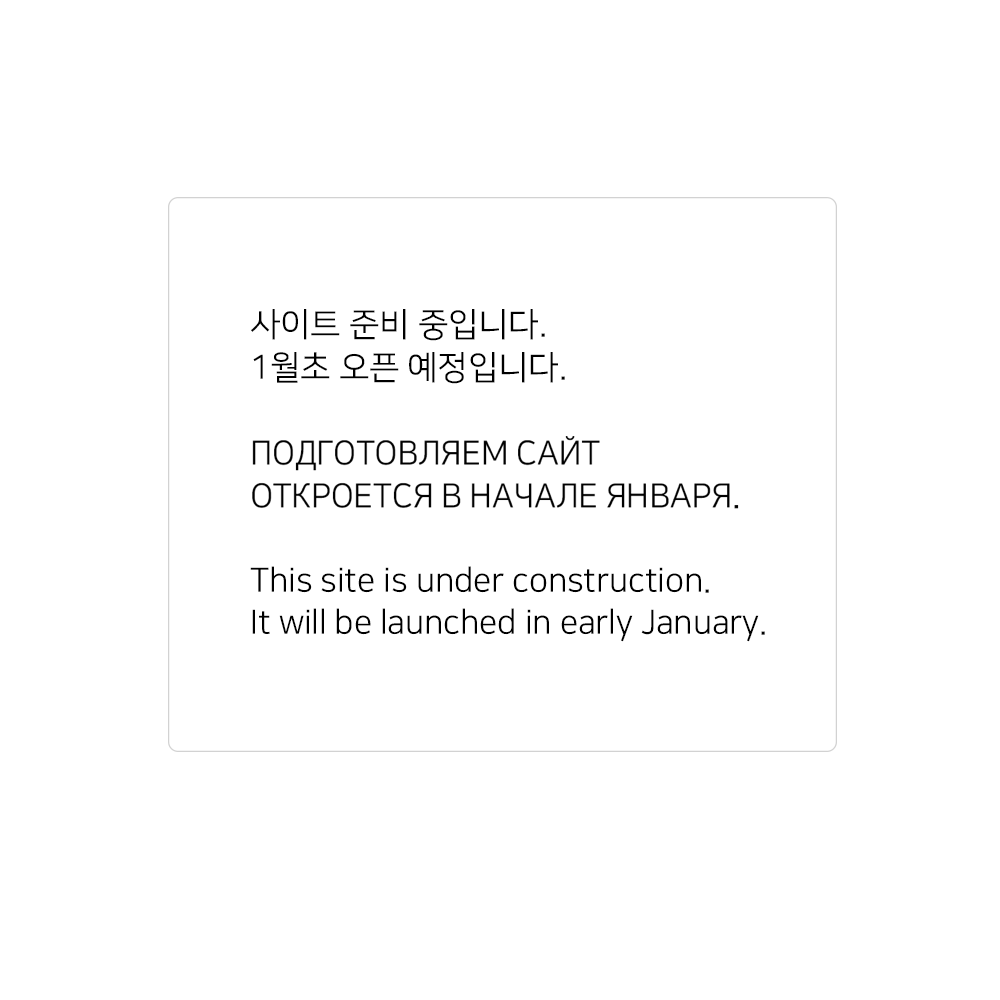 사이트 준비 중입니다.
1월초 오픈 예정입니다.
ПОДГОТОВЛЯЕМ САЙТ
ОТКРОЕТСЯ В НАЧАЛЕ ЯНВАРЯ.
This site is under construction.
It will be launched in early January.